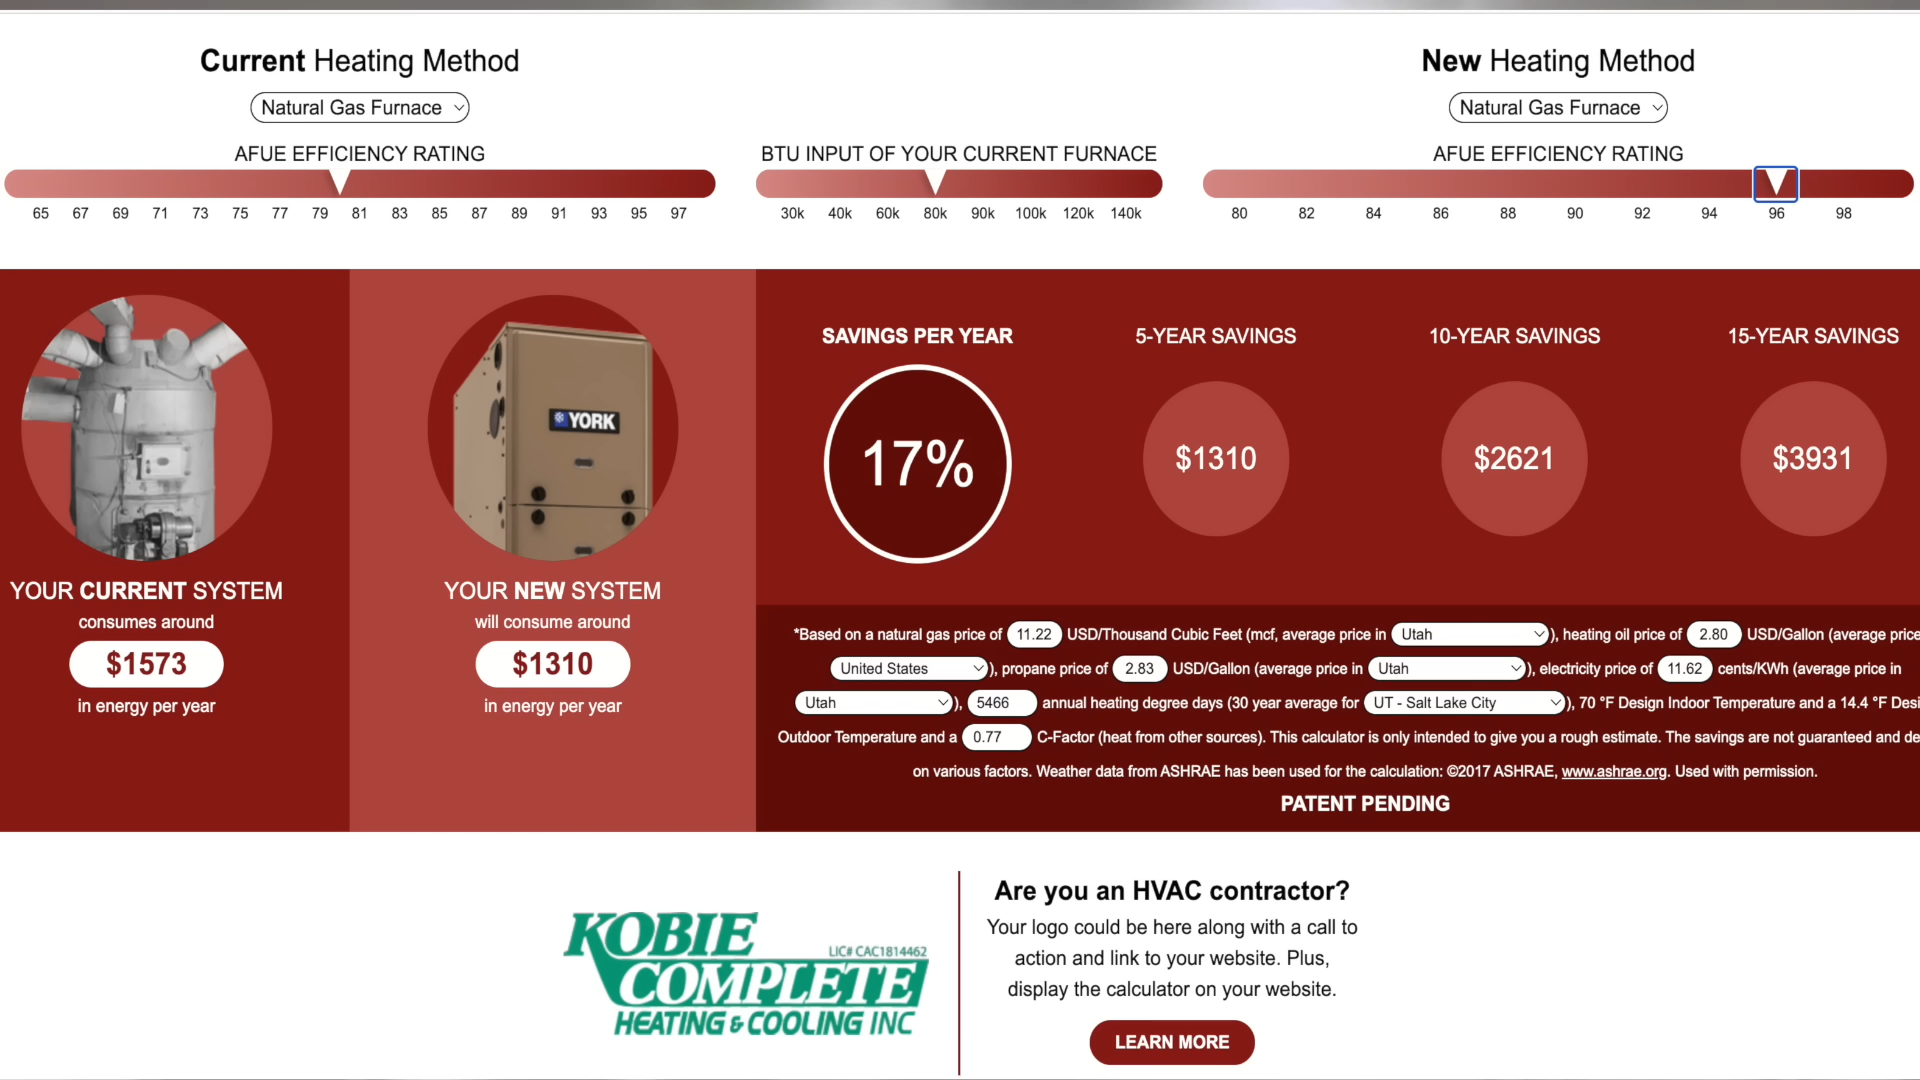 Current Heating Method
New Heating Method
Natural Gas Furnace
Natural Gas Furnace
AFUE EFFICIENCY RATING
BTU INPUT OF YOUR CURRENT FURNACE
AFUE EFFICIENCY RATING
65 67 69 71 73 75 77 79 81 83 85 87 89 91 93 95 97
30k 40k 60k 80k 90k 100k 120k 140k
80 82 84 86 88 90 92 94 96 98
YORK
YOUR CURRENT SYSTEM
consumes around
$1573
in energy per year
YOUR NEW SYSTEM
will consume around
$1310
in energy per year
SAVINGS PER YEAR
17%
5-YEAR SAVINGS
$1310
10-YEAR SAVINGS
$2621
15-YEAR SAVINGS
$3931
*Based on a natural gas price of 11.22 USD/Thousand Cubic Feet (mcf, average price in Utah ), heating oil price of 2.80 USD/Gallon (average price
United States ), propane price of 2.83 USD/Gallon (average price in Utah ), electricity price of 11.62 cents/KWh (average price in
Utah ), 5466 annual heating degree days (30 year average for UT - Salt Lake City ), 70 °F Design Indoor Temperature and a 14.4 °F Desi
Outdoor Temperature and a 0.77 C-Factor (heat from other sources). This calculator is only intended to give you a rough estimate. The savings are not guaranteed and de
on various factors. Weather data from ASHRAE has been used for the calculation: ©2017 ASHRAE, www.ashrae.org. Used with permission.
PATENT PENDING
KOBIE
LIC# CAC1814462
COMPLETE
HEATING & COOLING INC
Are you an HVAC contractor?
Your logo could be here along with a call to
action and link to your website. Plus,
display the calculator on your website.
LEARN MORE